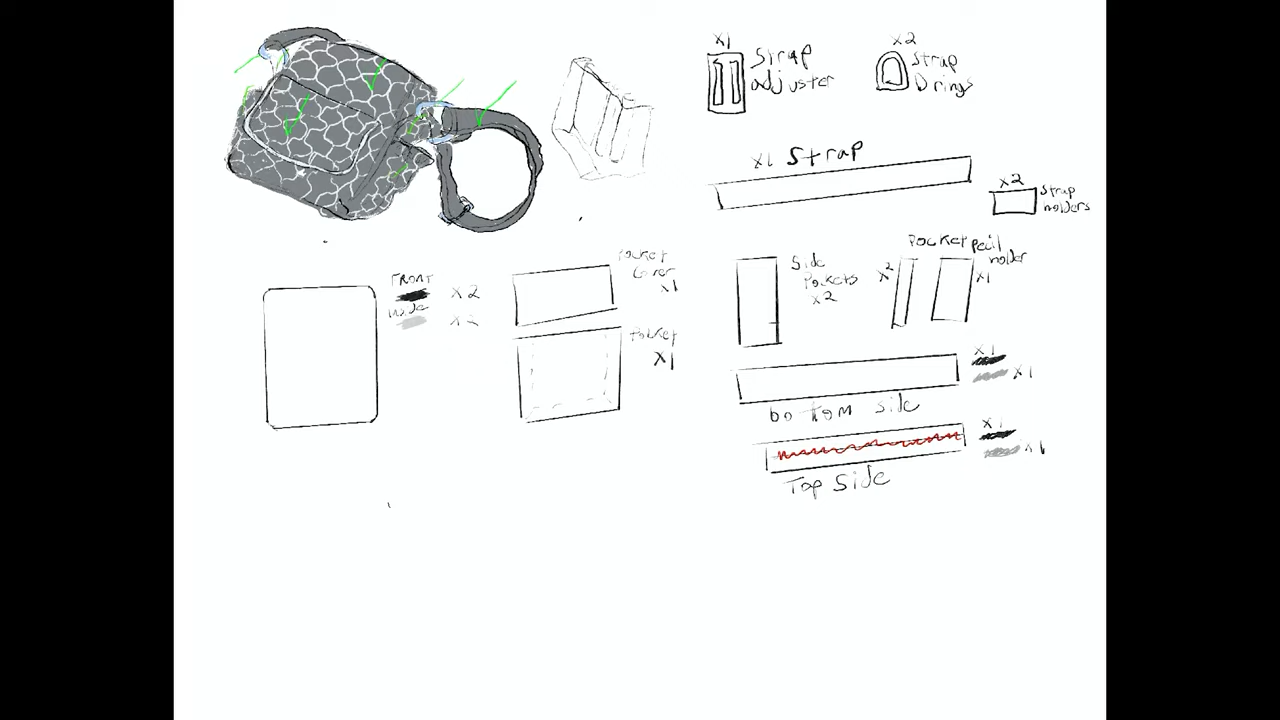 x1
Strap
adjuster
x2
Strap
D rings
x1 Strap
x2
Strap
holders
Pocket
Cover
x1
FRONT
x2
inside
x2
Pocket
x1
Side
Pockets
x2
Pocket
holder
x2
x1
x1
x1
bottom side
x1
x1
Top Side